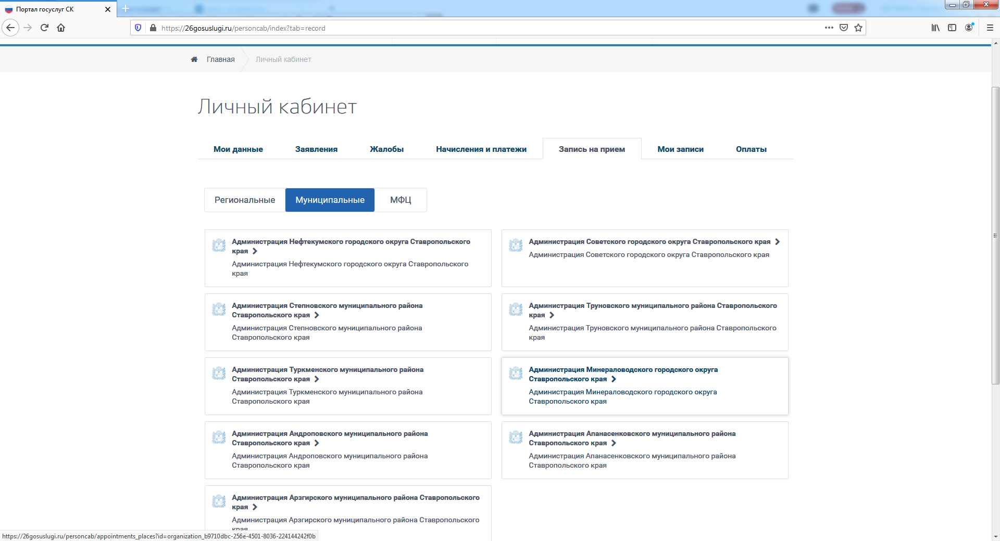 Портал госуслуг СК
https://26gosuslugi.ru/personcab/index?tab=record
Главная
Личный кабинет
Личный кабинет
Мои данные
Заявления
Жалобы
Начисления и платежи
Запись на прием
Мои записи
Оплаты
Региональные
Муниципальные
МФЦ
Администрация Нефтекумского городского округа Ставропольского
края
Администрация Нефтекумского городского округа Ставропольского
края
Администрация Советского городского округа Ставропольского края
Администрация Советского городского округа Ставропольского края
Администрация Степновского муниципального района
Ставропольского края
Администрация Степновского муниципального района
Ставропольского края
Администрация Труновского муниципального района Ставропольского
края
Администрация Труновского муниципального района Ставропольского
края
Администрация Туркменского муниципального района
Ставропольского края
Администрация Туркменского муниципального района
Ставропольского края
Администрация Минераловодского городского округа
Ставропольского края
Администрация Минераловодского городского округа
Ставропольского края
Администрация Андроповского муниципального района
Ставропольского края
Администрация Андроповского муниципального района
Ставропольского края
Администрация Апанасенковского муниципального района
Ставропольского края
Администрация Апанасенковского муниципального района
Ставропольского края
Администрация Арзгирского муниципального района Ставропольского
края
Администрация Арзгирского муниципального района Ставропольского
края
https://26gosuslugi.ru/personcab/appointments_places?id=organization_b9710dbc-256e-4501-8036-224144242f0b